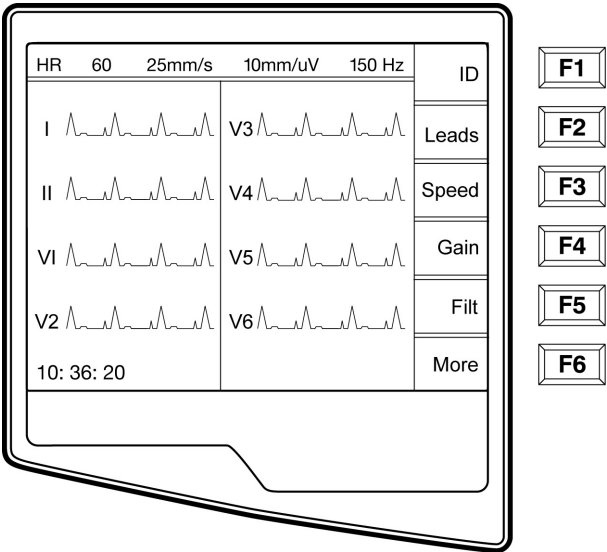 HR 60 25mm/s 10mm/uV 150 Hz
I
II
VI
V2
10: 36: 20
V3
V4
V5
V6
ID
Leads
Speed
Gain
Filt
More
F1
F2
F3
F4
F5
F6